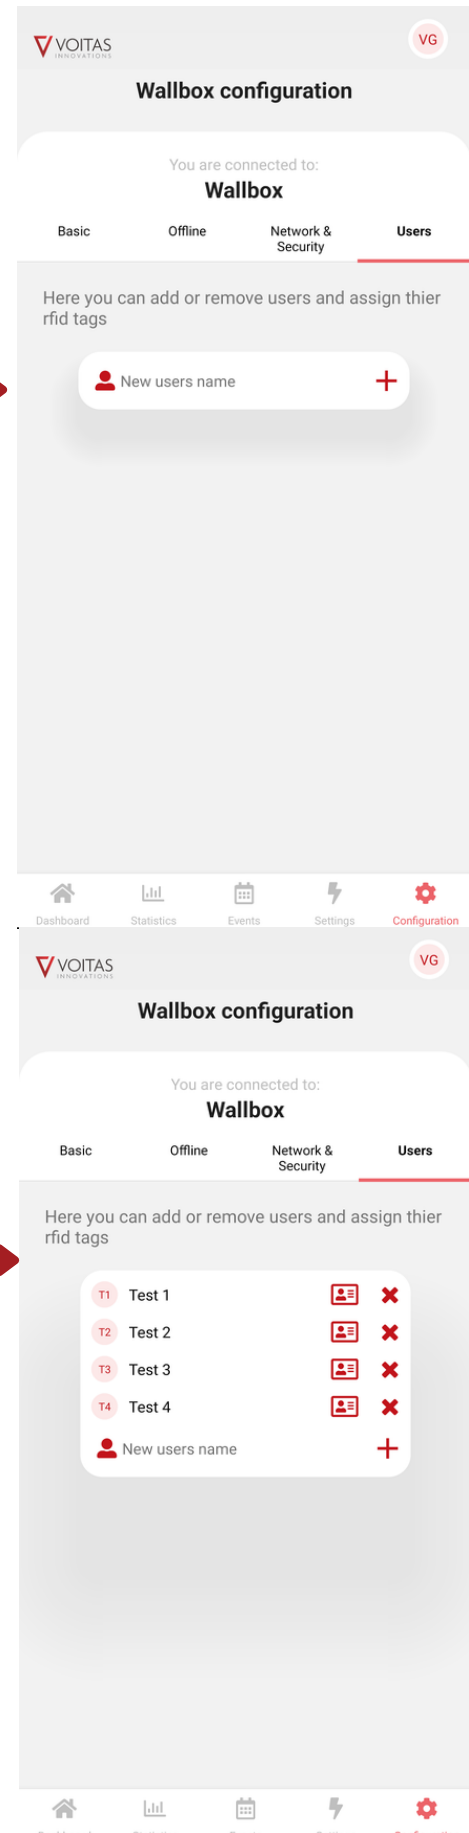 VOITAS
INNOVATIONS
VG
Wallbox configuration
You are connected to:
Wallbox
Basic Offline Network & Security Users
Here you can add or remove users and assign thier
rfid tags
New users name
Dashboard Statistics Events Settings Configuration
VOITAS
INNOVATIONS
VG
Wallbox configuration
You are connected to:
Wallbox
Basic Offline Network & Security Users
Here you can add or remove users and assign thier
rfid tags
T1 Test 1
T2 Test 2
T3 Test 3
T4 Test 4
New users name